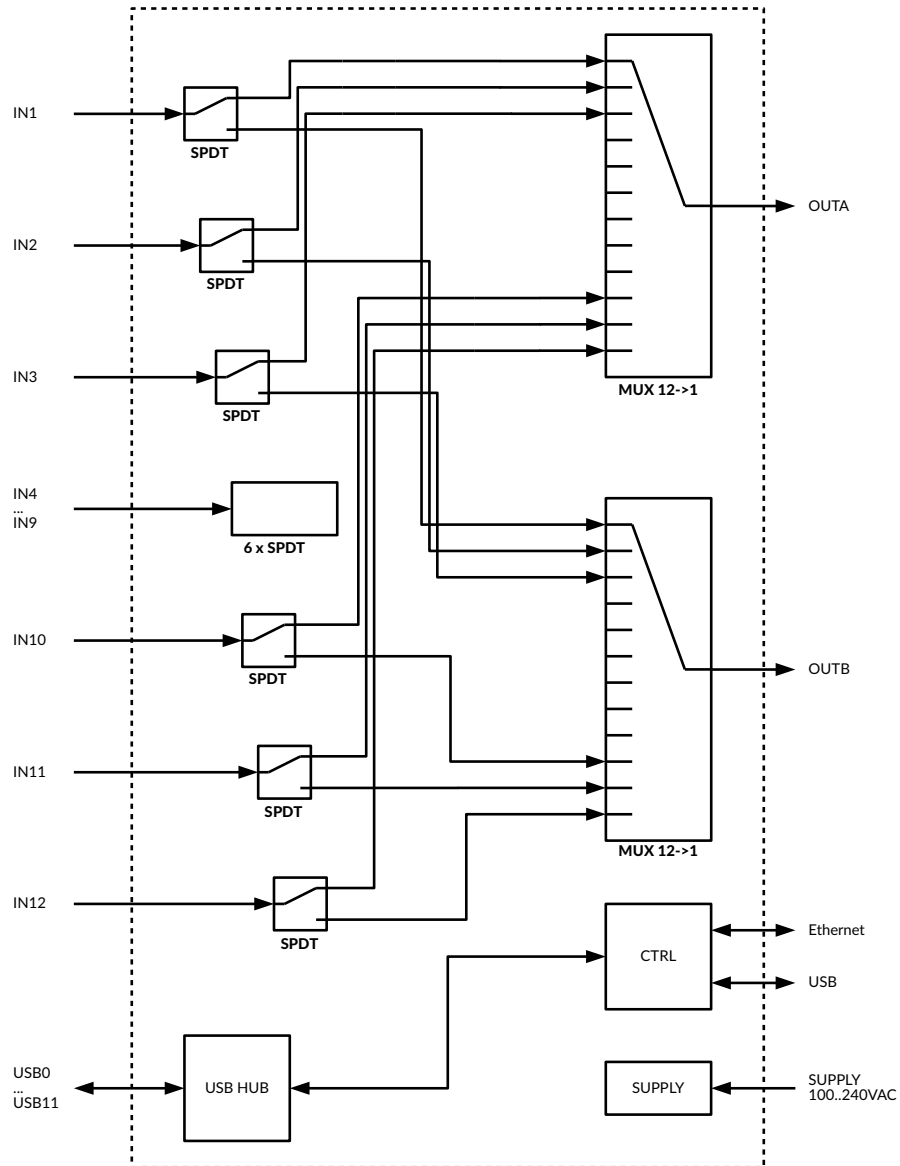 IN1
SPDT
OUTA
IN2
SPDT
IN3
SPDT
MUX 12->1
IN4
...
IN9
6 x SPDT
IN10
SPDT
OUTB
IN11
SPDT
MUX 12->1
IN12
SPDT
Ethernet
CTRL
USB
USB0
...
USB11
USB HUB
SUPPLY
SUPPLY
100..240VAC